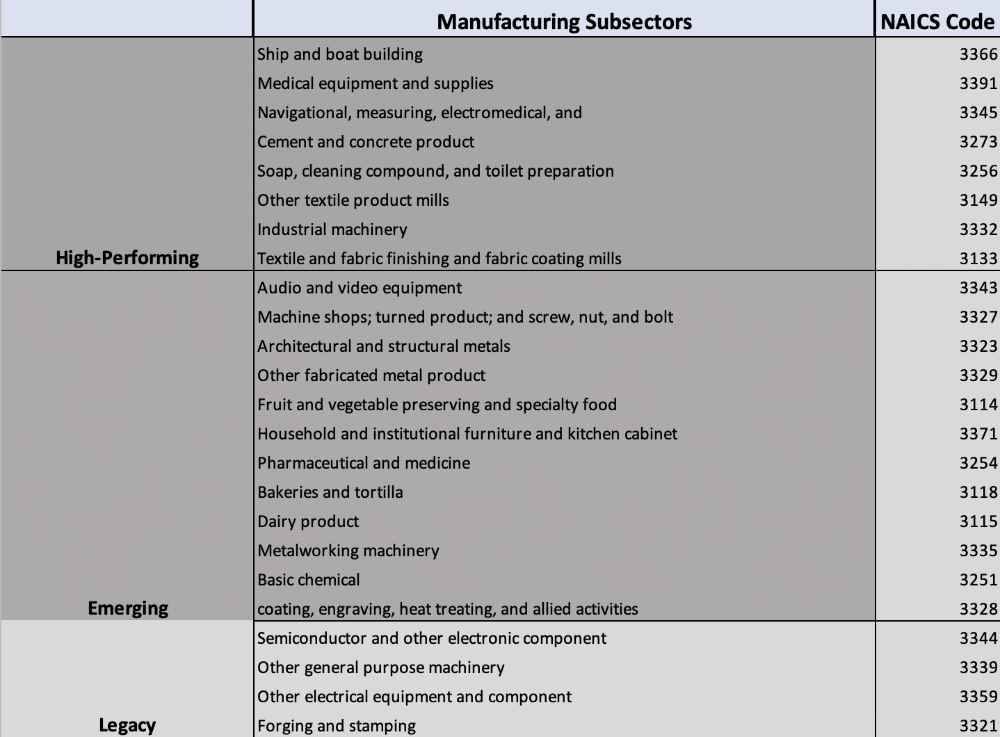 Manufacturing Subsectors NAICS Code
Ship and boat building 3366
Medical equipment and supplies 3391
Navigational, measuring, electromedical, and 3345
Cement and concrete product 3273
Soap, cleaning compound, and toilet preparation 3256
Other textile product mills 3149
Industrial machinery 3332
High-Performing Textile and fabric finishing and fabric coating mills 3133
Audio and video equipment 3343
Machine shops; turned product; and screw, nut, and bolt 3327
Architectural and structural metals 3323
Other fabricated metal product 3329
Fruit and vegetable preserving and specialty food 3114
Household and institutional furniture and kitchen cabinet 3371
Pharmaceutical and medicine 3254
Bakeries and tortilla 3118
Dairy product 3115
Metalworking machinery 3335
Basic chemical 3251
Emerging coating, engraving, heat treating, and allied activities 3328
Semiconductor and other electronic component 3344
Other general purpose machinery 3339
Other electrical equipment and component 3359
Legacy Forging and stamping 3321